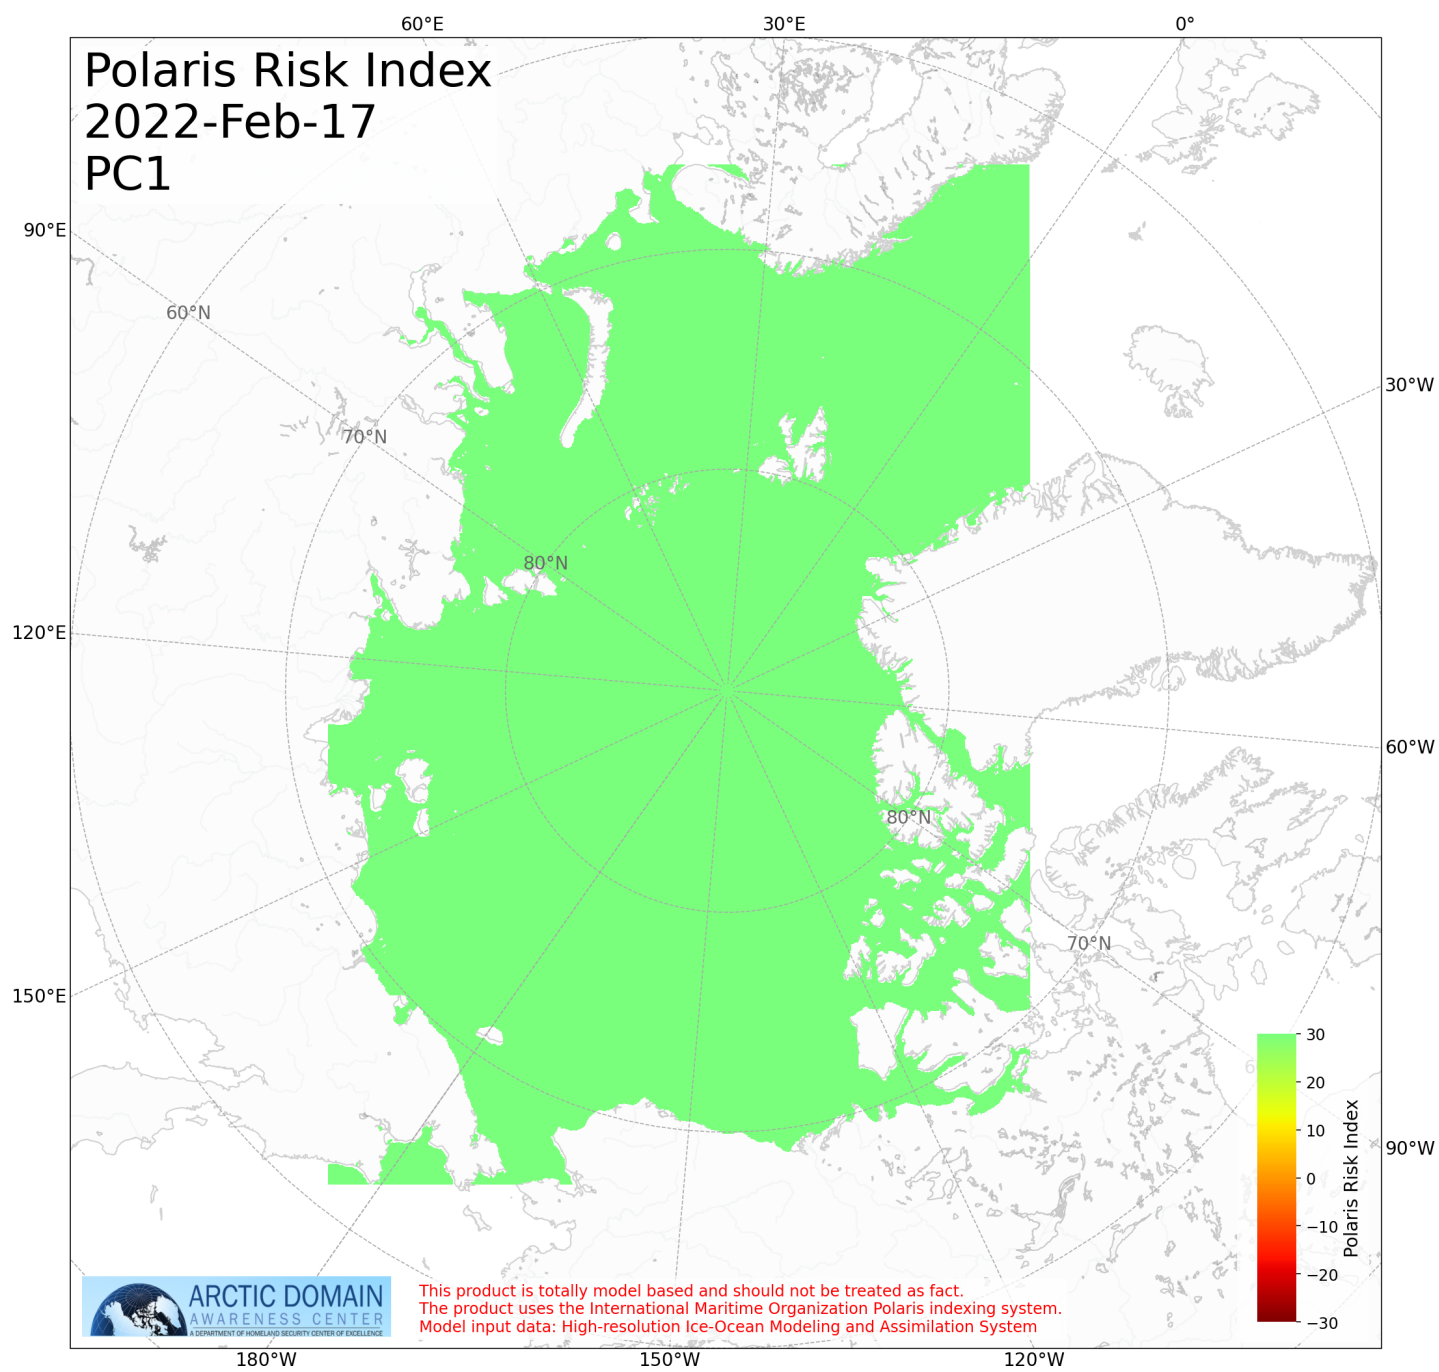 60°E 30°E 0°
Polaris Risk Index
2022-Feb-17
PC1
90°E
60°N
30°W
70°N
80°N
120°E
60°W
80°N
70°N
150°E
30
20
10
0
−10
−20
−30
Polaris Risk Index
90°W
ARCTIC DOMAIN
AWARENESS CENTER
A DEPARTMENT OF HOMELAND SECURITY CENTER OF EXCELLENCE
This product is totally model based and should not be treated as fact.
The product uses the International Maritime Organization Polaris indexing system.
Model input data: High-resolution Ice-Ocean Modeling and Assimilation System
180°W 150°W 120°W